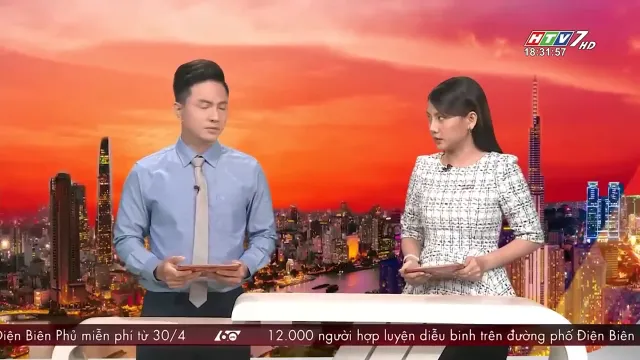 HTV7 HD
18:31:57
Điện Biên Phủ miễn phí từ 30/4 60 12.000 người hợp luyện diễu binh trên đường phố Điện Biên